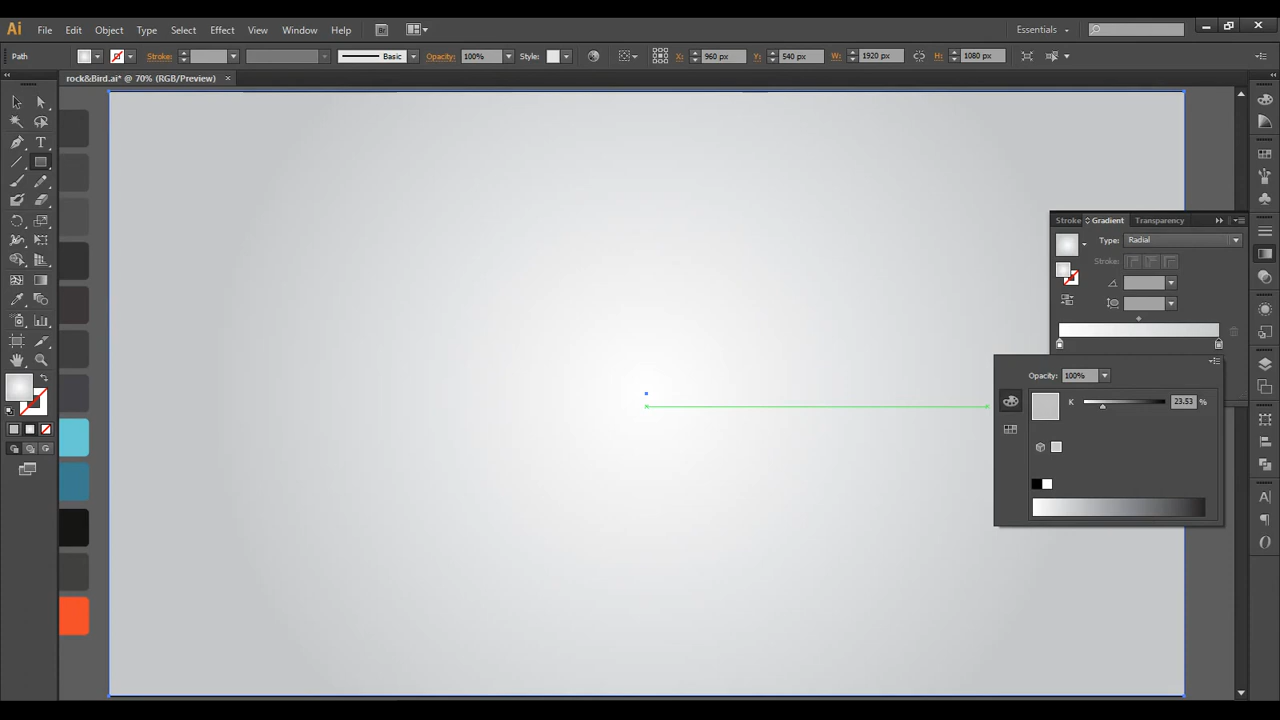 Ai File Edit Object Type Select Effect View Window Help Essentials
Path Stroke: Basic Opacity: 100% Style: X: 960 px Y: 540 px W: 1920 px H: 1080 px
rock&Bird.ai* @ 70% (RGB/Preview) ×
Stroke Gradient Transparency
Type: Radial
Stroke:
Opacity: 100%
K 23.53 %